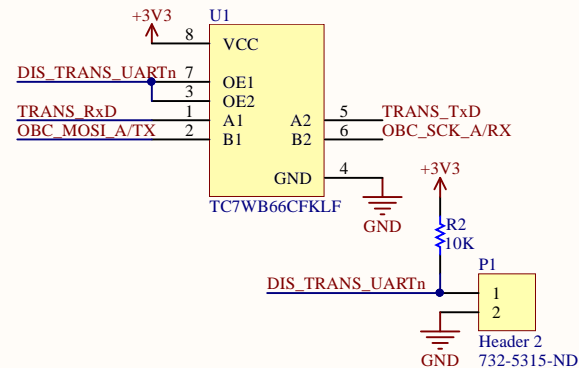 +3V3
U1
8
VCC
DIS_TRANS_UARTn
7
OE1
3
OE2
TRANS_RxD
1
A1
A2
5
TRANS_TxD
OBC_MOSI_A/TX
2
B1
B2
6
OBC_SCK_A/RX
GND
4
TC7WB66CFKLF
GND
+3V3
R2
10K
P1
DIS_TRANS_UARTn
1
2
GND
Header 2
732-5315-ND